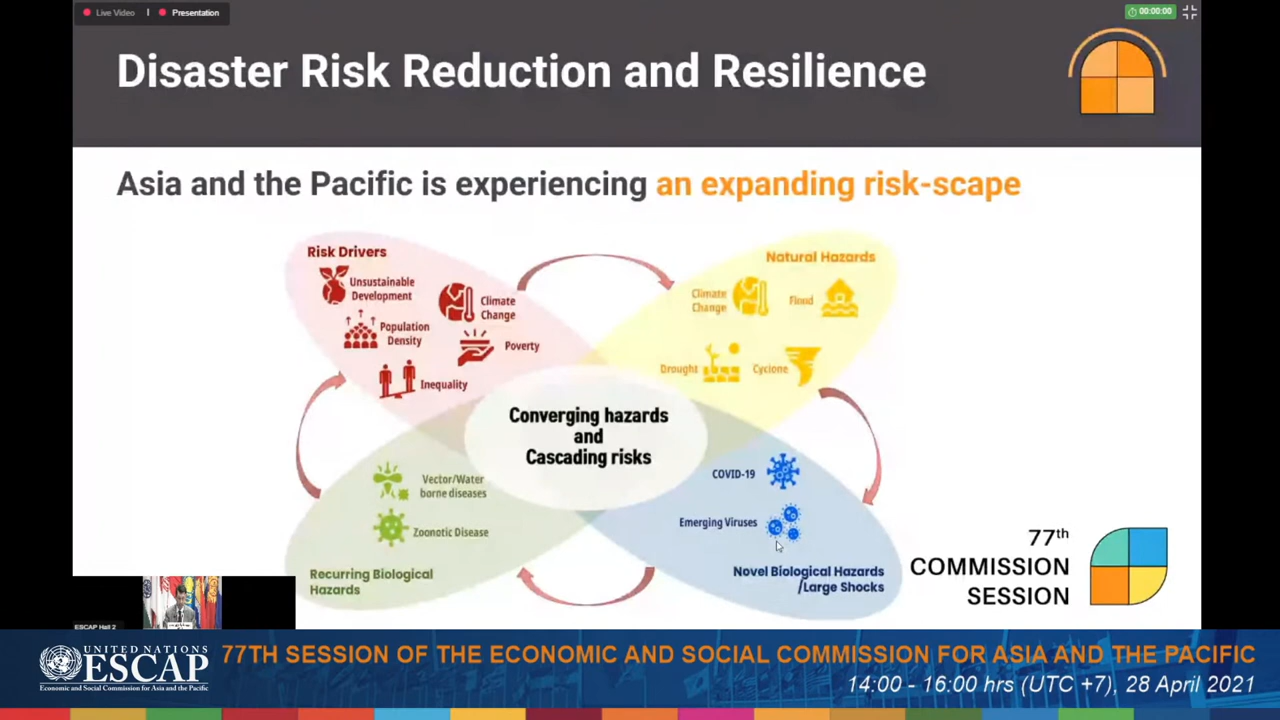 Live Video
Presentation
00:00:00
Disaster Risk Reduction and Resilience
Asia and the Pacific is experiencing an expanding risk-scape
Risk Drivers
Unsustainable
Development
Climate
Change
Population
Density
Poverty
Inequality
Natural Hazards
Climate
Change
Flood
Drought
Cyclone
Converging hazards
and
Cascading risks
Vector/Water
borne diseases
Zoonotic Disease
Recurring Biological
Hazards
COVID-19
Emerging Viruses
Novel Biological Hazards
/Large Shocks
77th
COMMISSION
SESSION
ESCAP Hall 2
UNITED NATIONS
ESCAP
Economic and Social Commission for Asia and the Pacific
77TH SESSION OF THE ECONOMIC AND SOCIAL COMMISSION FOR ASIA AND THE PACIFIC
14:00 - 16:00 hrs (UTC +7), 28 April 2021